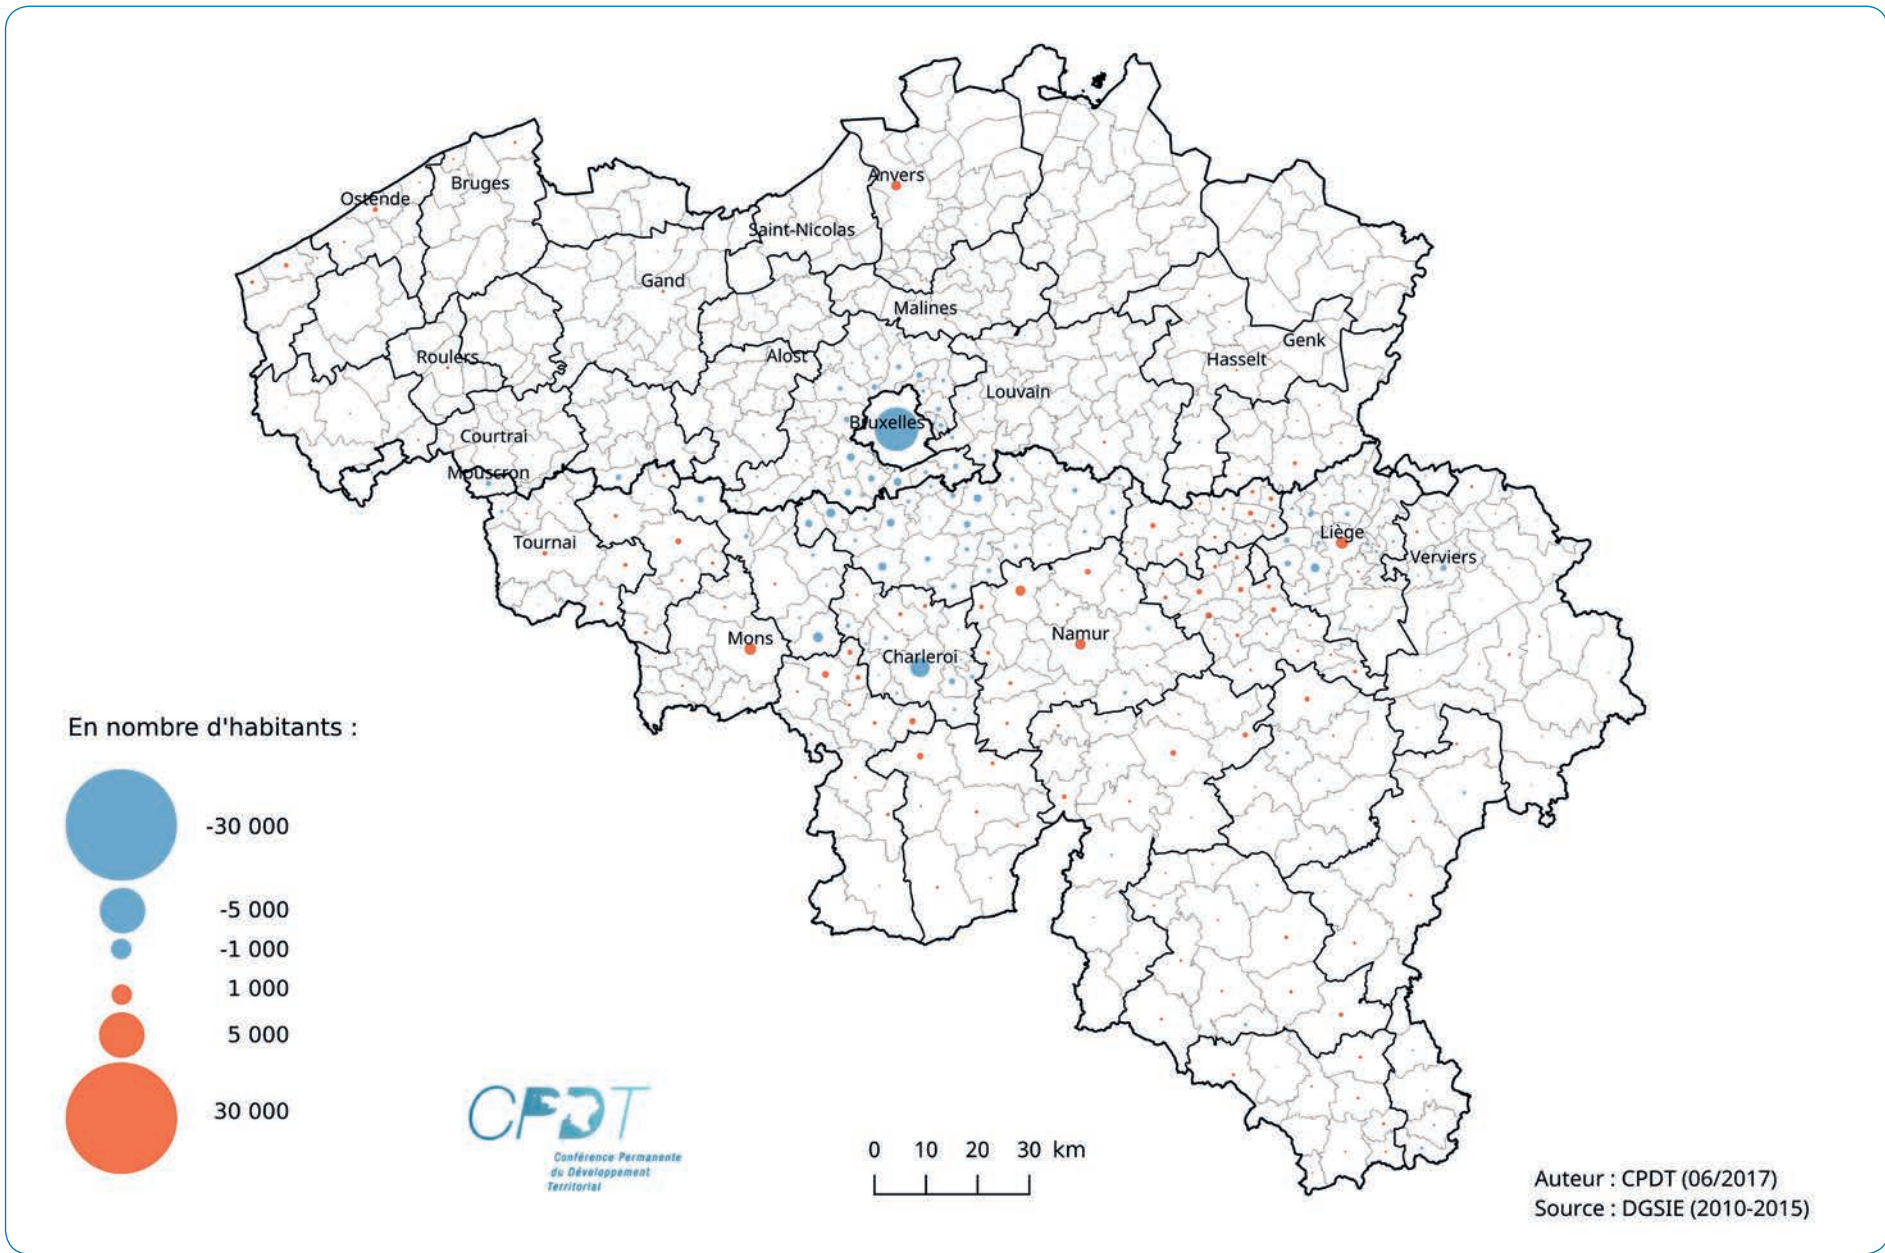 Anvers
Bruges
Ostende
Saint-Nicolas
Gand
Malines
Genk
Alost
Roulers
Hasselt
Louvain
Bruxelles
Courtrai
Mouscron
Liège
Tournai
Verviers
Namur
Mons
Charleroi
En nombre d'habitants :
-30 000
-5 000
-1 000
1 000
5 000
30 000
CPDT
Conférence Permanente
du Développement
Territorial
0 10 20 30 km
Auteur : CPDT (06/2017)
Source : DGSIE (2010-2015)